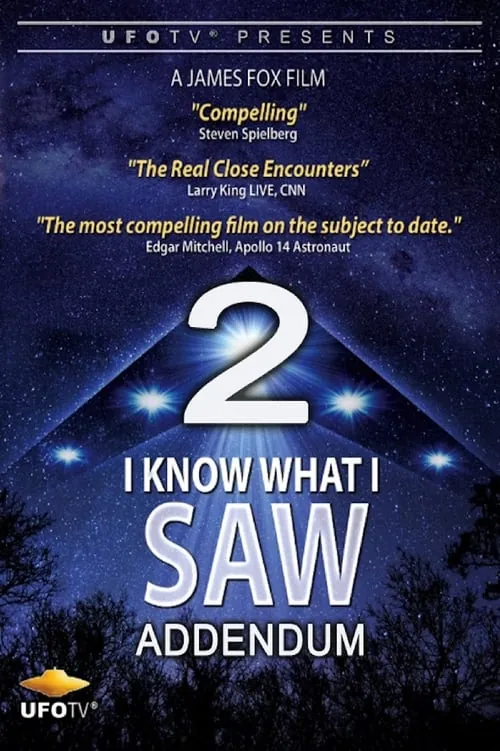 UFOTV® PRESENTS
A JAMES FOX FILM
"Compelling"
Steven Spielberg
"The Real Close Encounters”
Larry King LIVE, CNN
"The most compelling film on the subject to date."
Edgar Mitchell, Apollo 14 Astronaut
2
I KNOW WHAT I
SAW
ADDENDUM
UFOTV®